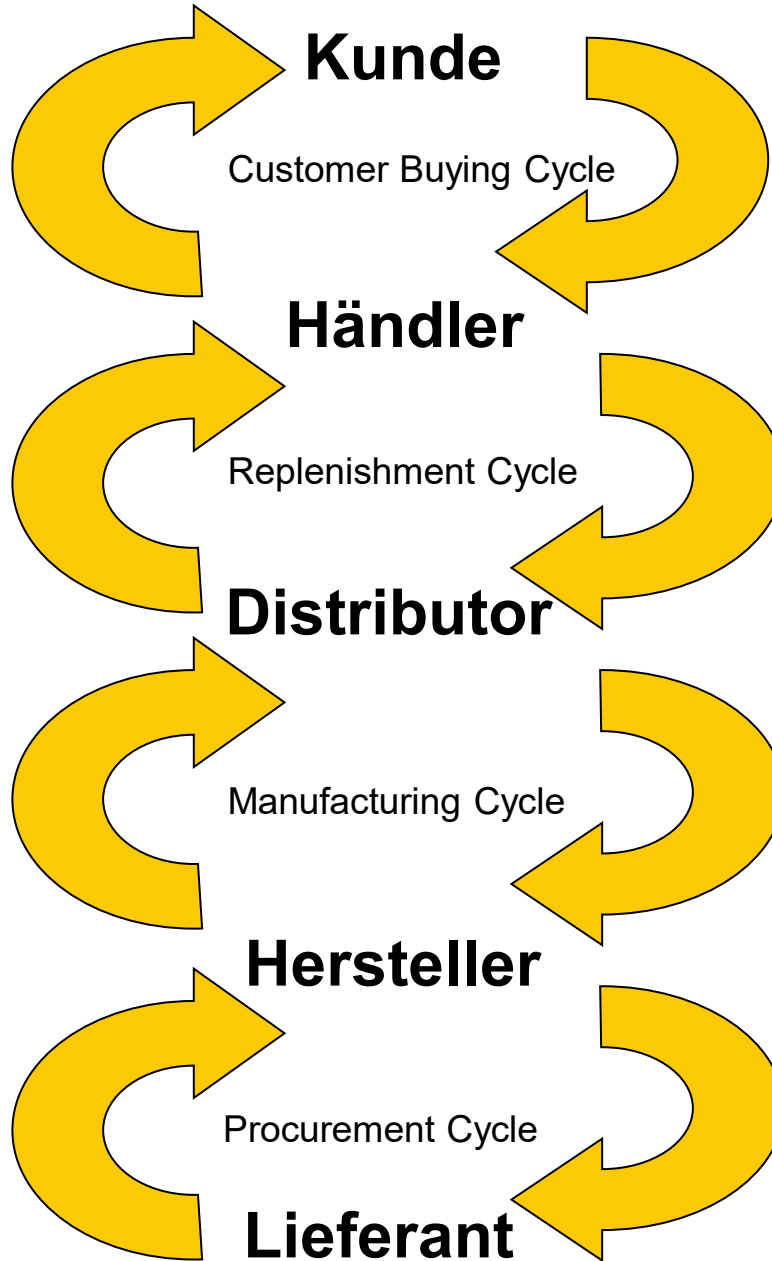 Kunde
Customer Buying Cycle
Händler
Replenishment Cycle
Distributor
Manufacturing Cycle
Hersteller
Procurement Cycle
Lieferant